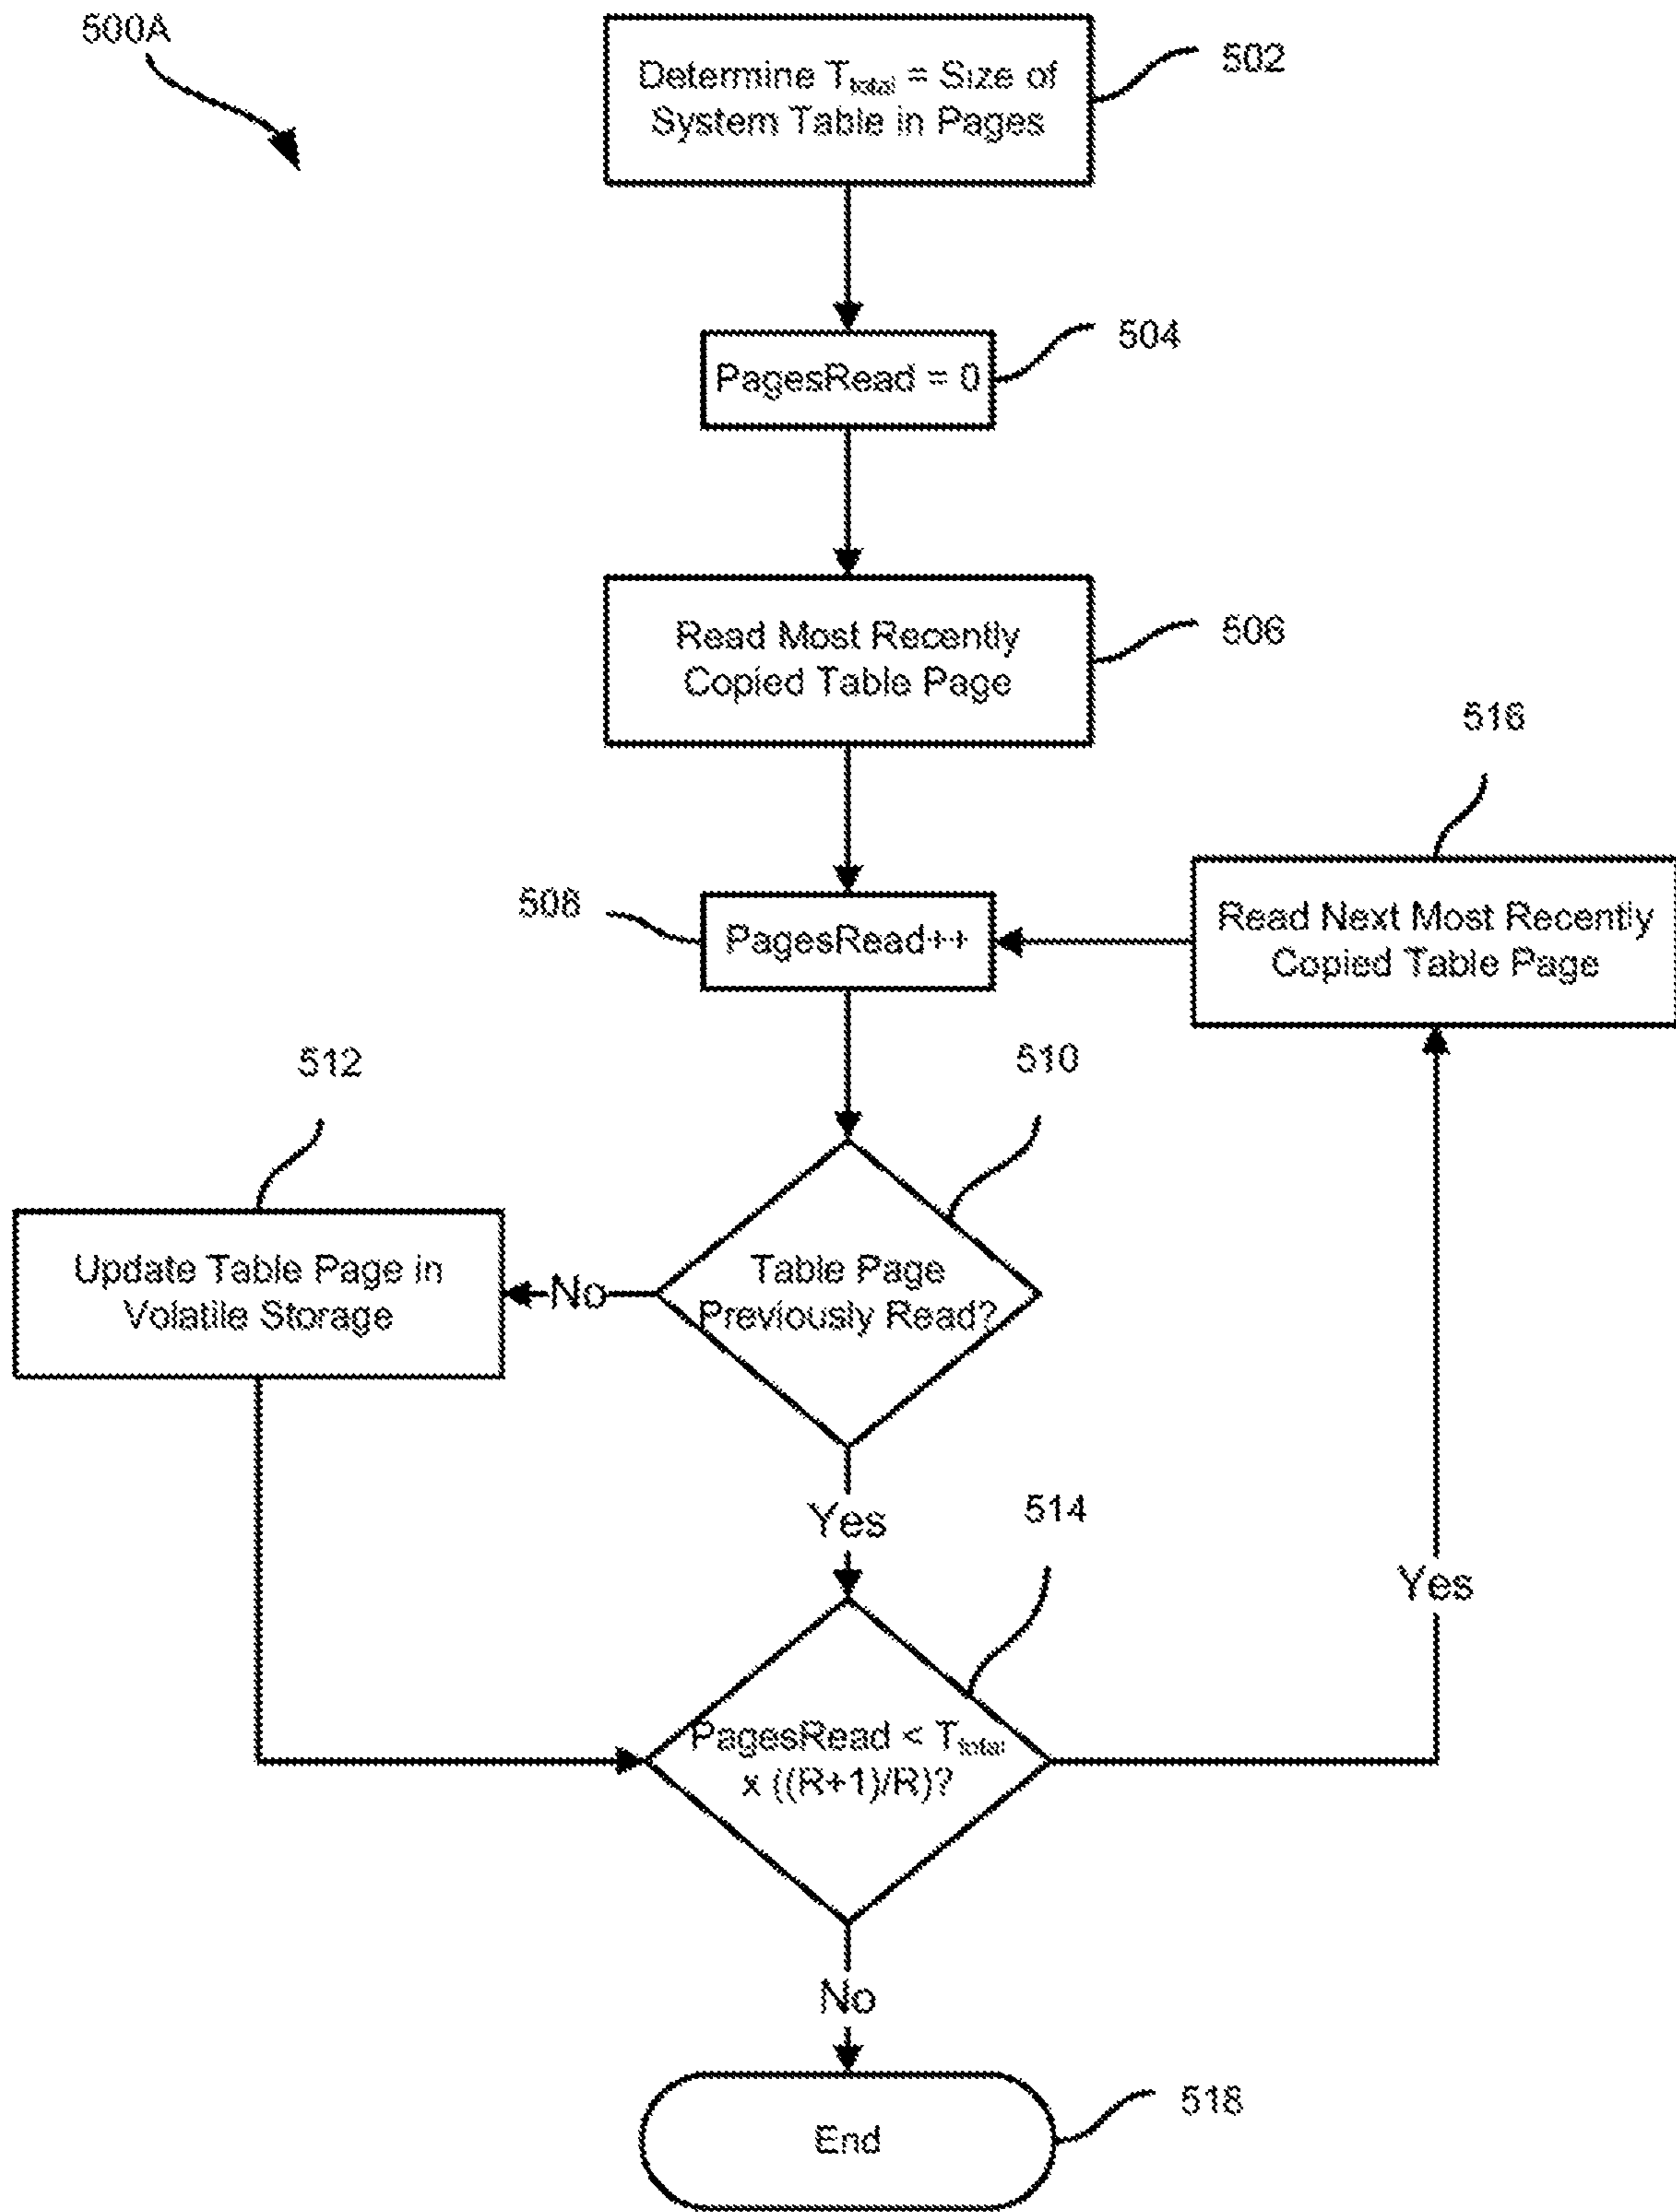 500A
Determine Ttotal = Size of
System Table in Pages
502
PagesRead = 0
504
Read Most Recently
Copied Table Page
506
516
508
PagesRead++
Read Next Most Recently
Copied Table Page
512
510
Update Table Page in
Volatile Storage
No
Table Page
Previously Read?
Yes
514
Yes
PagesRead < Ttotal
x ((R+1)/R)?
No
End
518